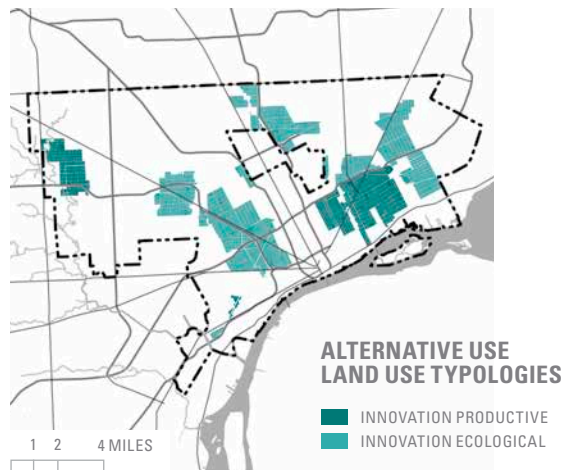 ALTERNATIVE USE
LAND USE TYPOLOGIES
INNOVATION PRODUCTIVE
INNOVATION ECOLOGICAL
1 2 4 MILES